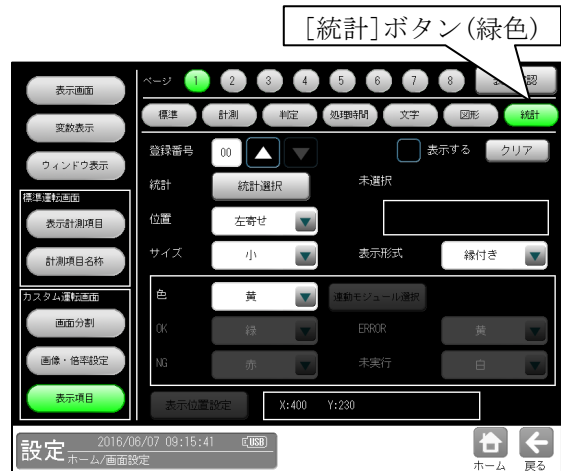 [統計]ボタン(緑色)
ページ 1 2 3 4 5 6 7 8 認
標準 計測 判定 処理時間 文字 図形 統計
表示画面
変数表示
ウィンドウ表示
標準運転画面
表示計測項目
計測項目名称
カスタム運転画面
画面分割
画像・倍率設定
表示項目
登録番号 00 表示する クリア
統計 統計選択 未選択
位置 左寄せ
サイズ 小 表示形式 縁付き
色 黄 連動モジュール選択
OK 緑 ERROR 黄
NG 赤 未実行 白
表示位置設定 X:400 Y:230
設定 2016/06/07 09:15:41 USB
ホーム/画面設定
ホーム 戻る